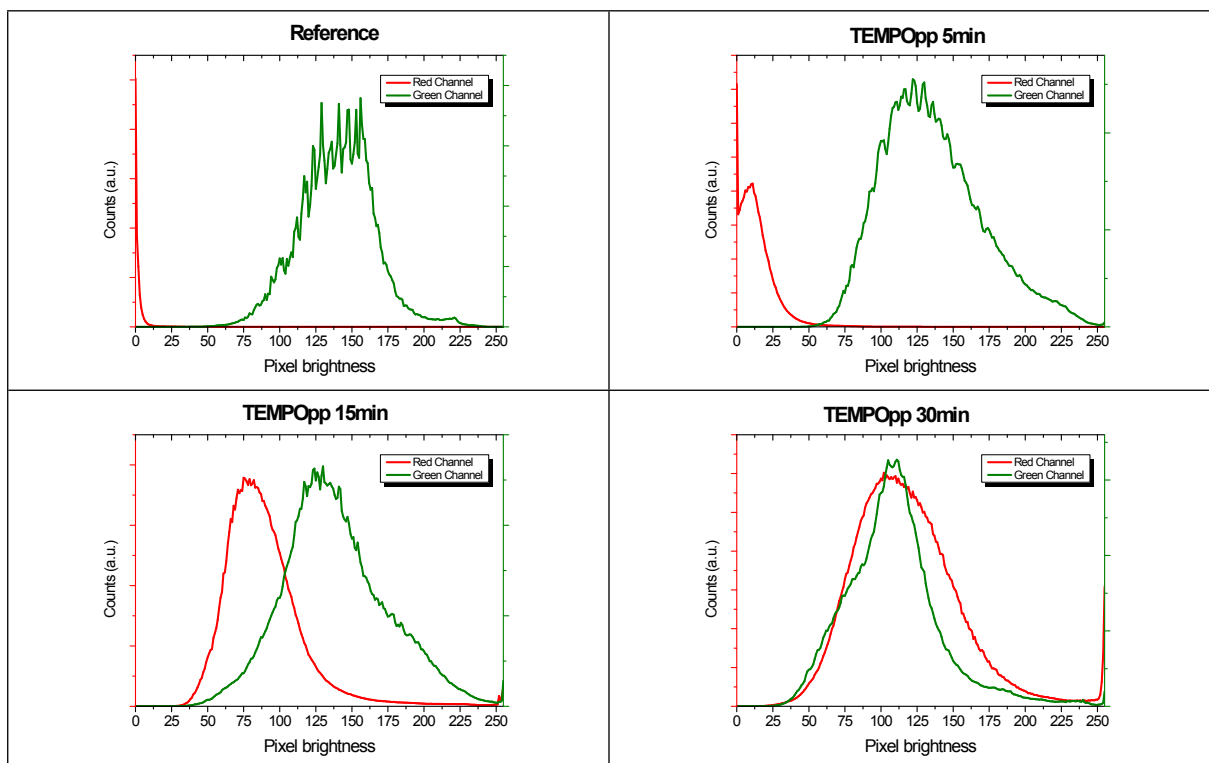 Reference
Red Channel
Green Channel
Counts (a.u.)
0 25 50 75 100 125 150 175 200 225 250
Pixel brightness
TEMPOpp 5min
Red Channel
Green Channel
Counts (a.u.)
0 25 50 75 100 125 150 175 200 225 250
Pixel brightness
TEMPOpp 15min
Red Channel
Green Channel
Counts (a.u.)
0 25 50 75 100 125 150 175 200 225 250
Pixel brightness
TEMPOpp 30min
Red Channel
Green Channel
Counts (a.u.)
0 25 50 75 100 125 150 175 200 225 250
Pixel brightness